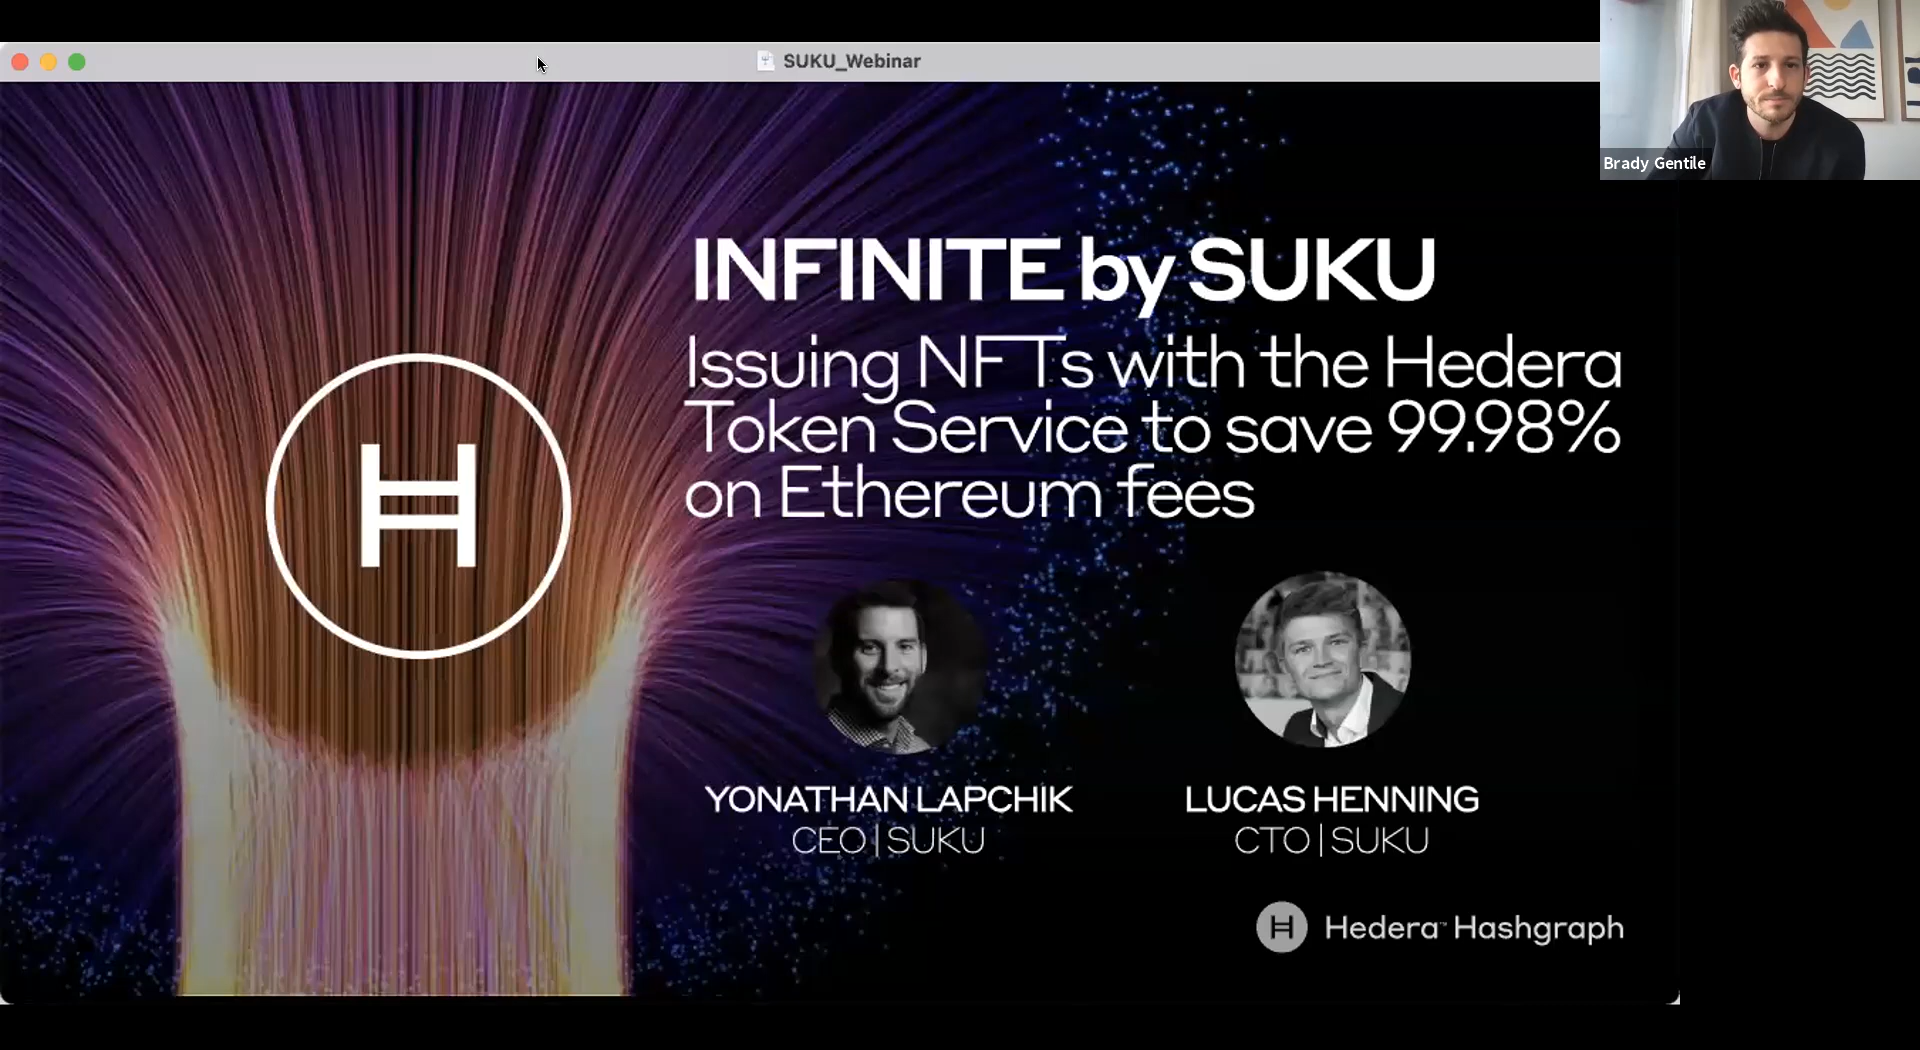 SUKU_Webinar
Brady Gentile
INFINITE by SUKU
Issuing NFTs with the Hedera
Token Service to save 99.98%
on Ethereum fees
H
YONATHAN LAPCHIK
CEO | SUKU
LUCAS HENNING
CTO | SUKU
H Hedera™ Hashgraph